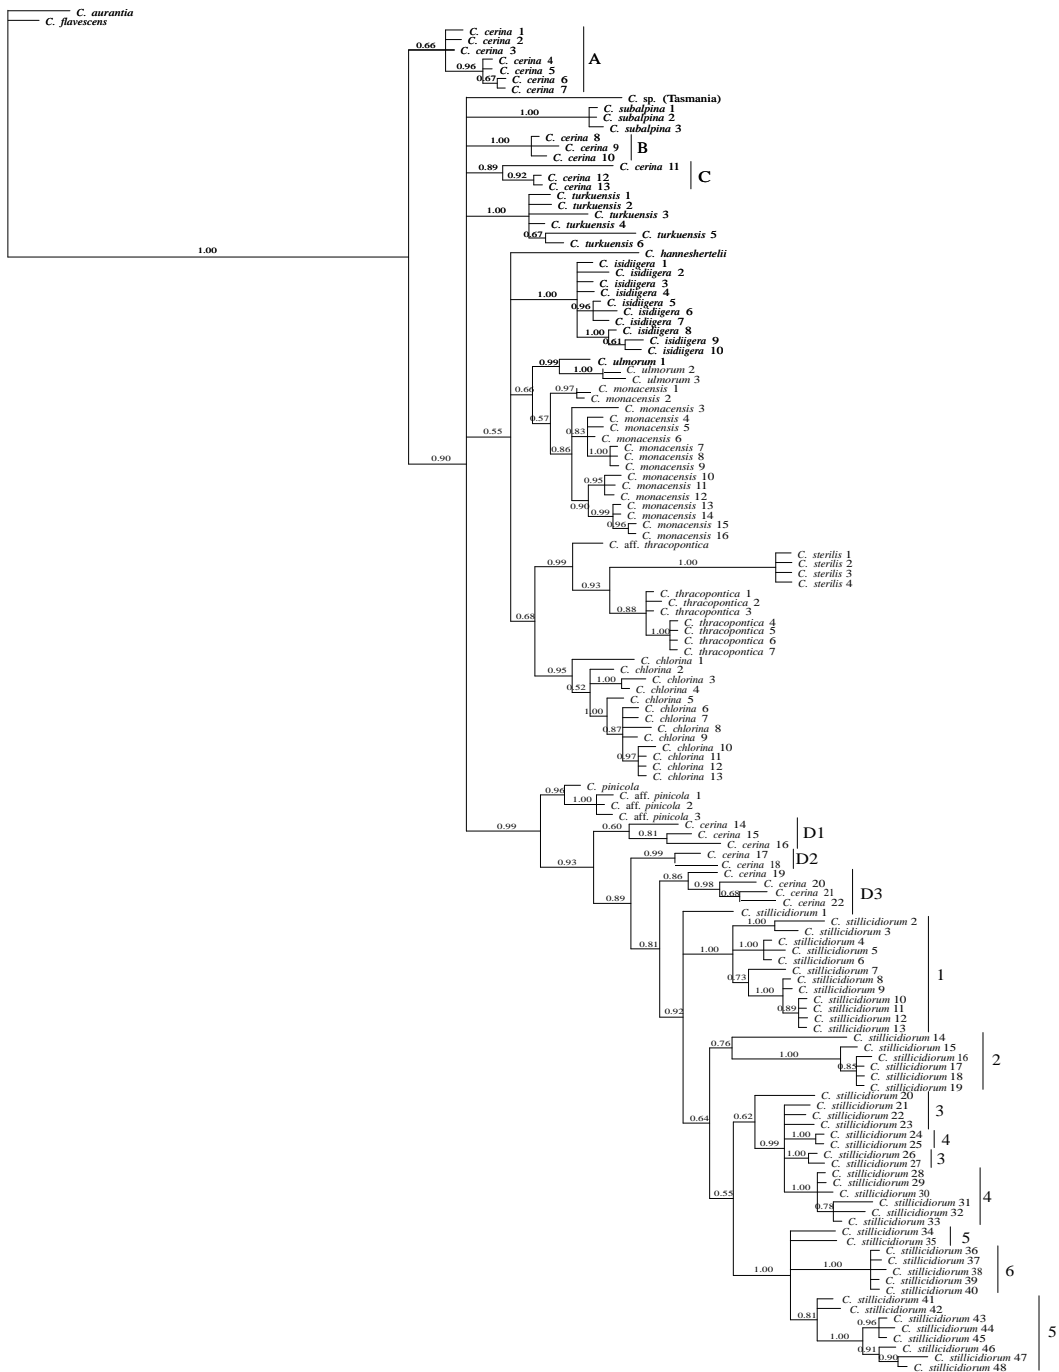 C. aurantia
C. flavescens
C. cerina 1
0.66
C. cerina 2
C. cerina 3
A
C. cerina 4
0.96
C. cerina 5
0.67
C. cerina 6
C. cerina 7
C. sp. (Tasmania)
C. subalpina 1
1.00
C. subalpina 2
C. subalpina 3
C. cerina 8
1.00
C. cerina 9
B
C. cerina 10
0.89
C. cerina 11
0.92
C. cerina 12
C
C. cerina 13
C. turkuensis 1
C. turkuensis 2
1.00
C. turkuensis 3
C. turkuensis 4
0.67
C. turkuensis 5
C. turkuensis 6
1.00
C. hanneshertelii
C. isidiigera 1
C. isidiigera 2
C. isidiigera 3
1.00
C. isidiigera 4
C. isidiigera 5
0.96
C. isidiigera 6
C. isidiigera 7
1.00
C. isidiigera 8
0.61
C. isidiigera 9
C. isidiigera 10
0.99
C. ulmorum 1
1.00
C. ulmorum 2
C. ulmorum 3
0.66
0.97
C. monacensis 1
C. monacensis 2
C. monacensis 3
0.57
C. monacensis 4
0.83
C. monacensis 5
0.55
C. monacensis 6
0.86
C. monacensis 7
1.00
C. monacensis 8
0.90
C. monacensis 9
C. monacensis 10
0.95
C. monacensis 11
C. monacensis 12
0.90
C. monacensis 13
0.99
C. monacensis 14
0.96
C. monacensis 15
C. monacensis 16
C. aff. thracopontica
C. sterilis 1
0.99
1.00
C. sterilis 2
C. sterilis 3
0.93
C. sterilis 4
C. thracopontica 1
C. thracopontica 2
0.88
C. thracopontica 3
0.68
C. thracopontica 4
1.00
C. thracopontica 5
C. thracopontica 6
C. thracopontica 7
C. chlorina 1
0.95
C. chlorina 2
1.00
C. chlorina 3
0.52
C. chlorina 4
C. chlorina 5
1.00
C. chlorina 6
C. chlorina 7
0.87
C. chlorina 8
C. chlorina 9
C. chlorina 10
0.97
C. chlorina 11
C. chlorina 12
C. chlorina 13
C. pinicola
0.96
C. aff. pinicola 1
1.00
C. aff. pinicola 2
C. aff. pinicola 3
0.99
0.60
C. cerina 14
0.81
C. cerina 15
D1
C. cerina 16
0.99
C. cerina 17
D2
0.93
C. cerina 18
0.86
C. cerina 19
0.98
C. cerina 20
0.68
C. cerina 21
D3
0.89
C. cerina 22
C. stillicidiorum 1
1.00
C. stillicidiorum 2
C. stillicidiorum 3
0.81
1.00
1.00
C. stillicidiorum 4
C. stillicidiorum 5
C. stillicidiorum 6
0.73
C. stillicidiorum 7
1
1.00
C. stillicidiorum 8
C. stillicidiorum 9
0.89
C. stillicidiorum 10
0.92
C. stillicidiorum 11
C. stillicidiorum 12
C. stillicidiorum 13
0.76
C. stillicidiorum 14
1.00
C. stillicidiorum 15
C. stillicidiorum 16
2
0.85
C. stillicidiorum 17
C. stillicidiorum 18
C. stillicidiorum 19
0.64
0.62
C. stillicidiorum 20
C. stillicidiorum 21
3
C. stillicidiorum 22
C. stillicidiorum 23
0.99
1.00
C. stillicidiorum 24
4
C. stillicidiorum 25
1.00
C. stillicidiorum 26
3
C. stillicidiorum 27
C. stillicidiorum 28
0.55
1.00
C. stillicidiorum 29
C. stillicidiorum 30
4
0.78
C. stillicidiorum 31
C. stillicidiorum 32
C. stillicidiorum 33
C. stillicidiorum 34
5
C. stillicidiorum 35
C. stillicidiorum 36
1.00
1.00
C. stillicidiorum 37
C. stillicidiorum 38
6
C. stillicidiorum 39
C. stillicidiorum 40
C. stillicidiorum 41
0.81
C. stillicidiorum 42
0.96
C. stillicidiorum 43
C. stillicidiorum 44
5
1.00
C. stillicidiorum 45
0.91
C. stillicidiorum 46
0.90
C. stillicidiorum 47
C. stillicidiorum 48